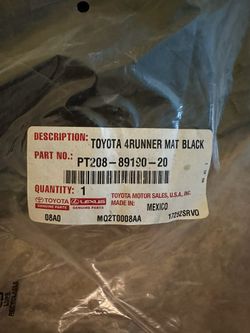 DESCRIPTION: TOYOTA 4RUNNER MAT BLACK
PART NO.: PT208-89190-20
QUANTITY: 1
TOYOTA MOTOR SALES, U.S.A., INC.
TOYOTA LEXUS MADE IN: MEXICO
GENUINE PARTS GENUINE PARTS
08A0 MO2T0008AA 17252SRVO